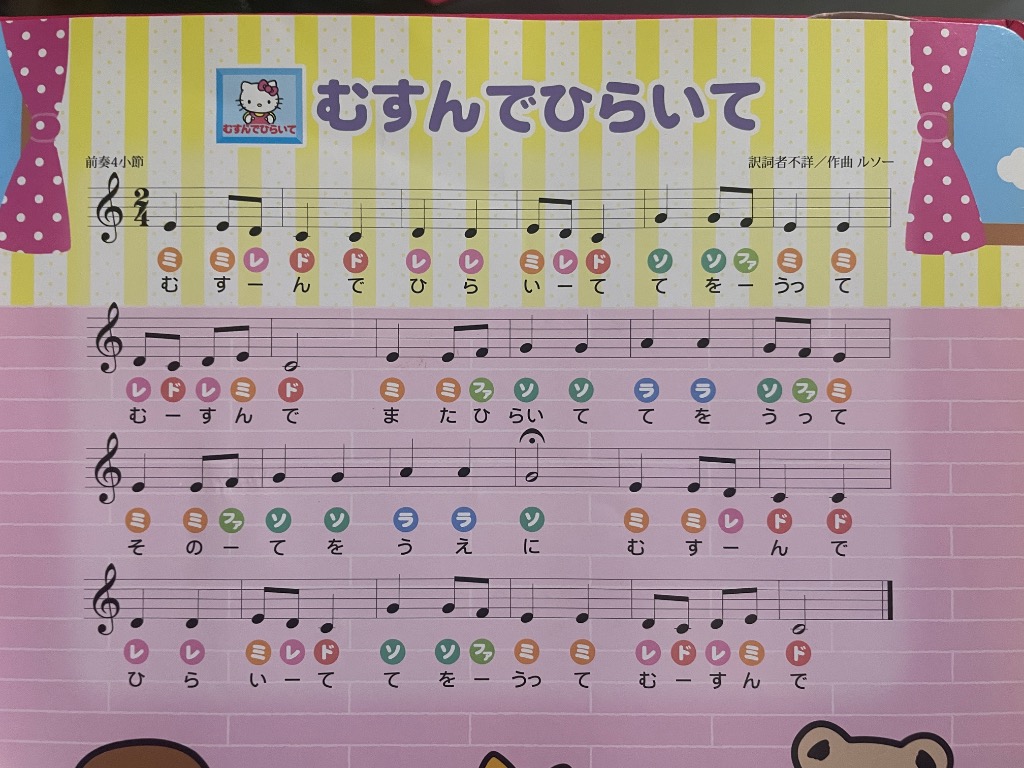 むすんでひらいて
むすんでひらいて
前奏4小節
訳詞者不詳／作曲 ルソー
2
4
ミ ミ レ ド ド レ レ ミ レ ド ソ ソ ファ ミ ミ
む す ー ん で ひ ら い ー て て を ー うっ て
レ ド レ ミ ド ミ ミ ファ ソ ソ ラ ラ ソ ファ ミ
む ー す ん で ま た ひ らい て て を う っ て
ミ ミ ファ ソ ソ ラ ラ ソ ミ ミ レ ド ド
そ の ー て を う え に む す ー ん で
レ レ ミ レ ド ソ ソ ファ ミ ミ レ ド レ ミ ド
ひ ら い ー て て を ー うっ て む ー す ん で